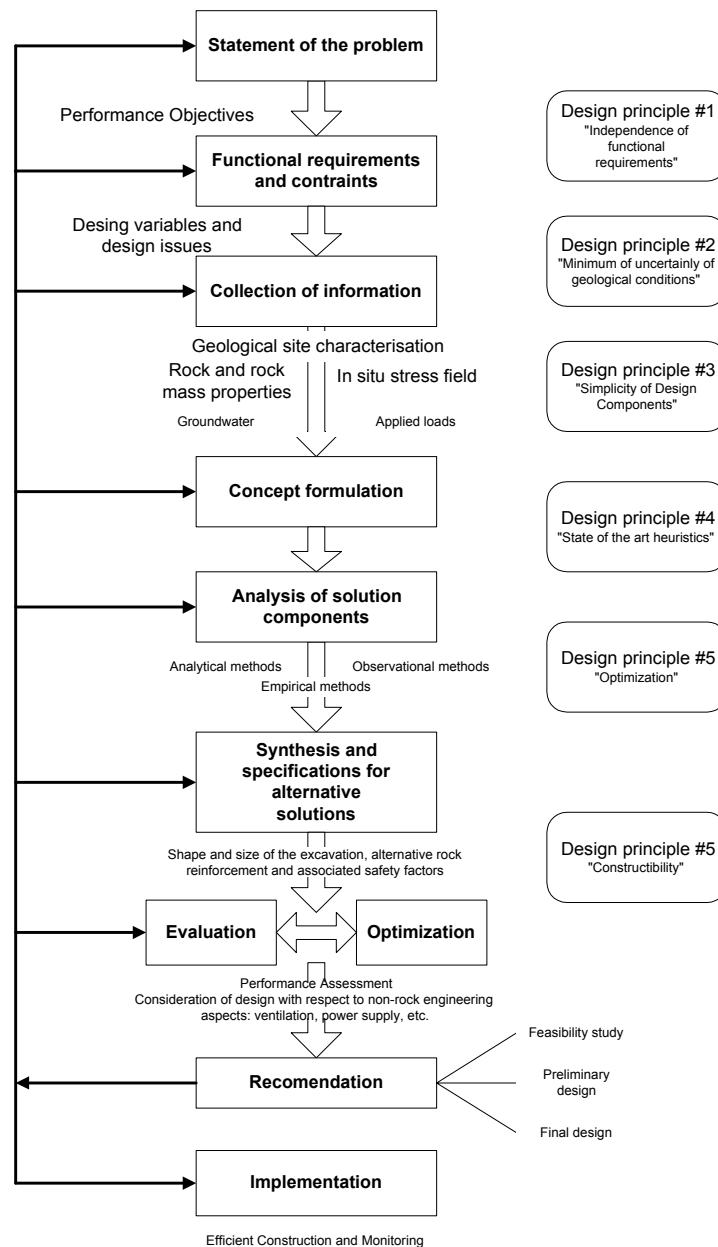 Statement of the problem
Performance Objectives
Design principle #1
"Independence of
functional
requirements"
Functional requirements
and contraints
Desing variables and
design issues
Design principle #2
"Minimum of uncertainly of
geological conditions"
Collection of information
Geological site characterisation
Rock and rock
mass properties
In situ stress field
Groundwater
Applied loads
Design principle #3
"Simplicity of Design
Components"
Concept formulation
Design principle #4
"State of the art heuristics"
Analysis of solution
components
Analytical methods
Observational methods
Empirical methods
Design principle #5
"Optimization"
Synthesis and
specifications for
alternative
solutions
Shape and size of the excavation, alternative rock
reinforcement and associated safety factors
Design principle #5
"Constructibility"
Evaluation
Optimization
Performance Assessment
Consideration of design with respect to non-rock engineering
aspects: ventilation, power supply, etc.
Recomendation
Feasibility study
Preliminary
design
Final design
Implementation
Efficient Construction and Monitoring